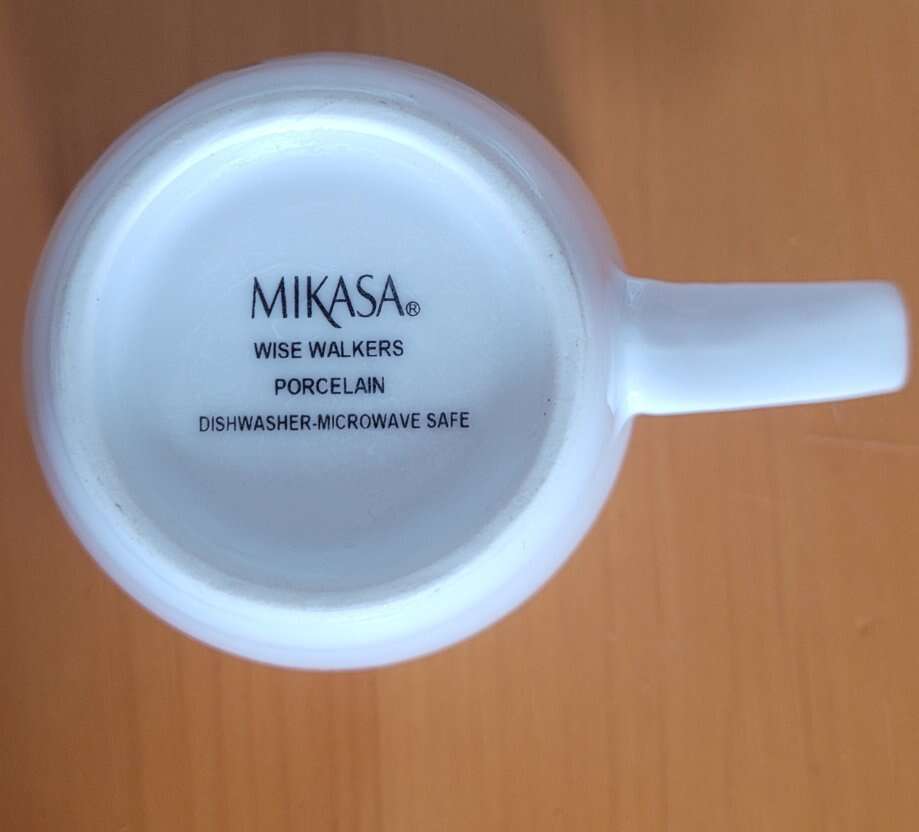 MIKASA®
WISE WALKERS
PORCELAIN
DISHWASHER-MICROWAVE SAFE